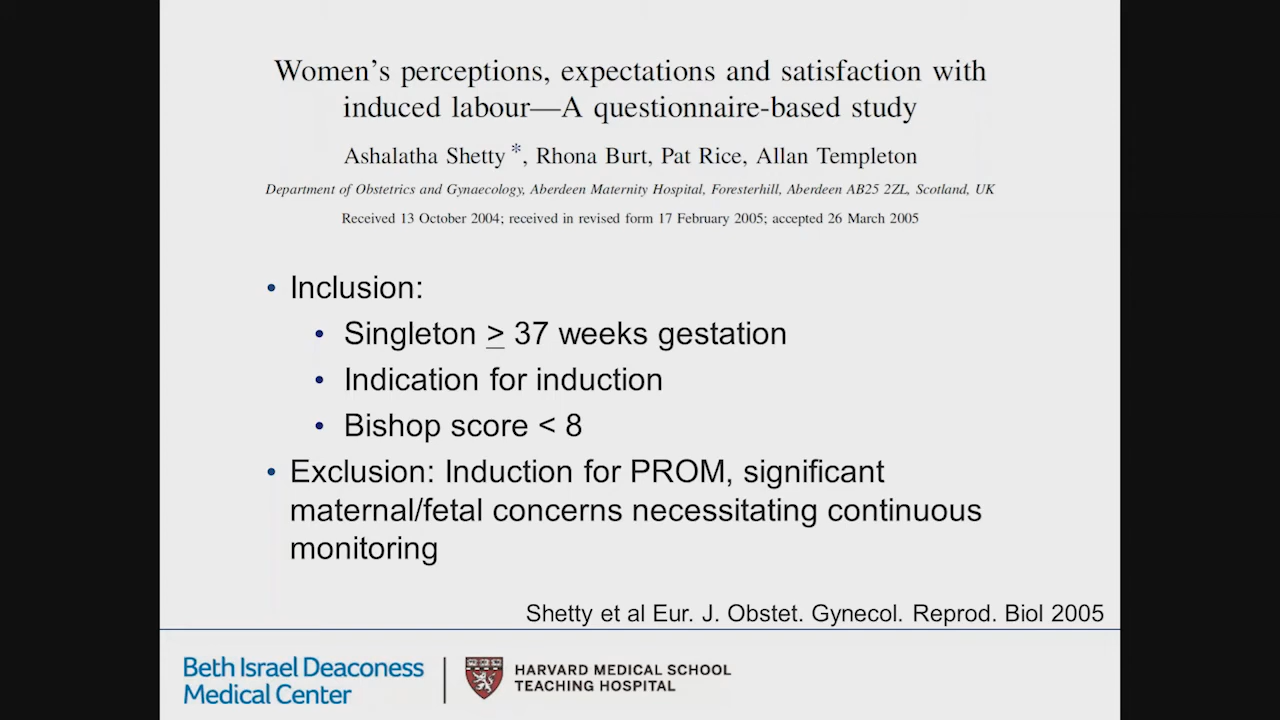 Women's perceptions, expectations and satisfaction with
induced labour—A questionnaire-based study
Ashalatha Shetty *, Rhona Burt, Pat Rice, Allan Templeton
Department of Obstetrics and Gynaecology, Aberdeen Maternity Hospital, Foresterhill, Aberdeen AB25 2ZL, Scotland, UK
Received 13 October 2004; received in revised form 17 February 2005; accepted 26 March 2005
• Inclusion:
• Singleton ≥ 37 weeks gestation
• Indication for induction
• Bishop score < 8
• Exclusion: Induction for PROM, significant
maternal/fetal concerns necessitating continuous
monitoring
Shetty et al Eur. J. Obstet. Gynecol. Reprod. Biol 2005
Beth Israel Deaconess
Medical Center
HARVARD MEDICAL SCHOOL
TEACHING HOSPITAL